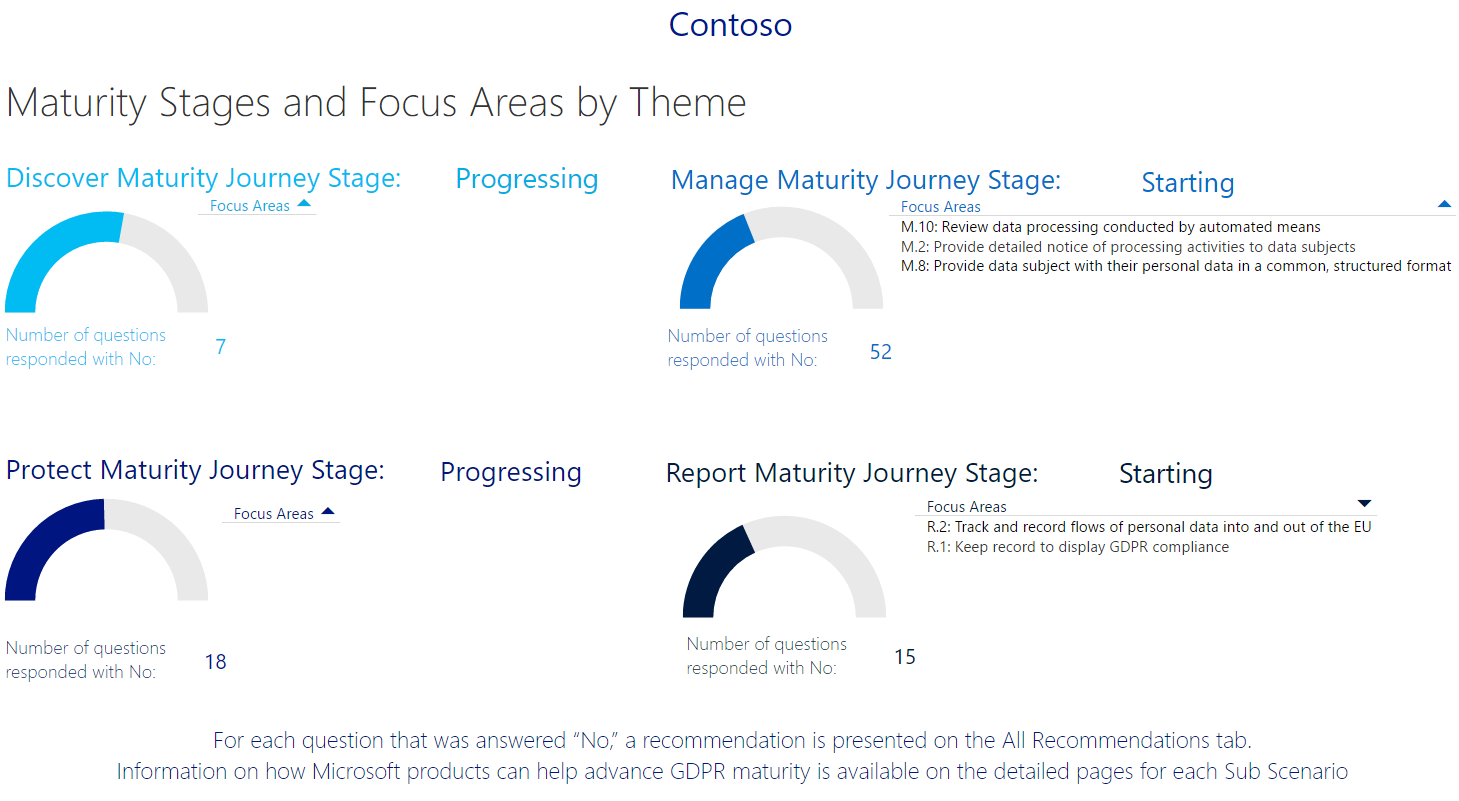 Contoso
Maturity Stages and Focus Areas by Theme
Discover Maturity Journey Stage:
Progressing
Focus Areas
Number of questions
responded with No:
7
Manage Maturity Journey Stage:
Starting
Focus Areas
M.10: Review data processing conducted by automated means
M.2: Provide detailed notice of processing activities to data subjects
M.8: Provide data subject with their personal data in a common, structured format
Number of questions
responded with No:
52
Protect Maturity Journey Stage:
Progressing
Focus Areas
Number of questions
responded with No:
18
Report Maturity Journey Stage:
Starting
Focus Areas
R.2: Track and record flows of personal data into and out of the EU
R.1: Keep record to display GDPR compliance
Number of questions
responded with No:
15
For each question that was answered “No,” a recommendation is presented on the All Recommendations tab.
Information on how Microsoft products can help advance GDPR maturity is available on the detailed pages for each Sub Scenario